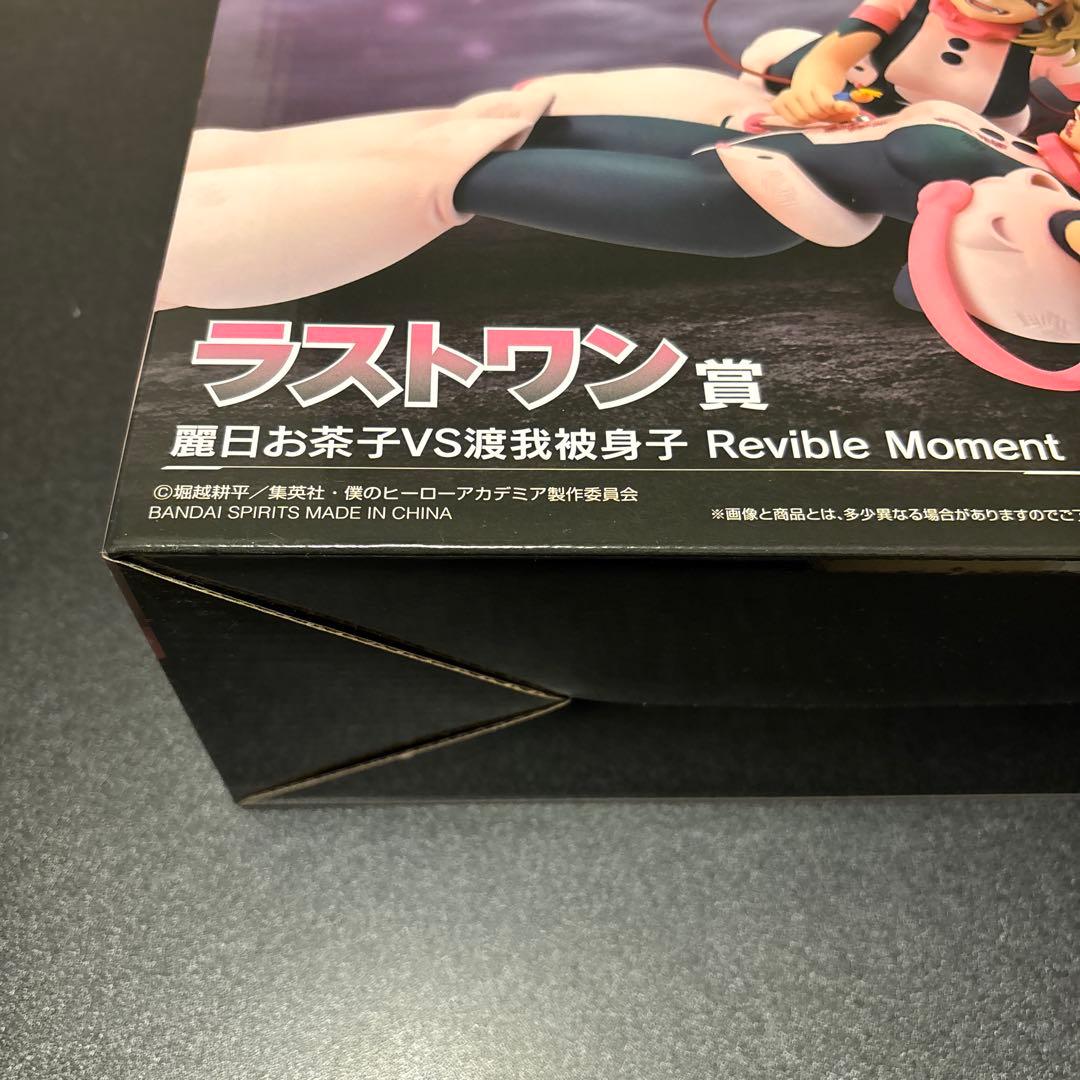 ラストワン賞
麗日お茶子VS渡我被身子 Revible Moment
©堀越耕平／集英社・僕のヒーローアカデミア製作委員会
BANDAI SPIRITS MADE IN CHINA
※画像と商品とは、多少異なる場合がありますのでご了